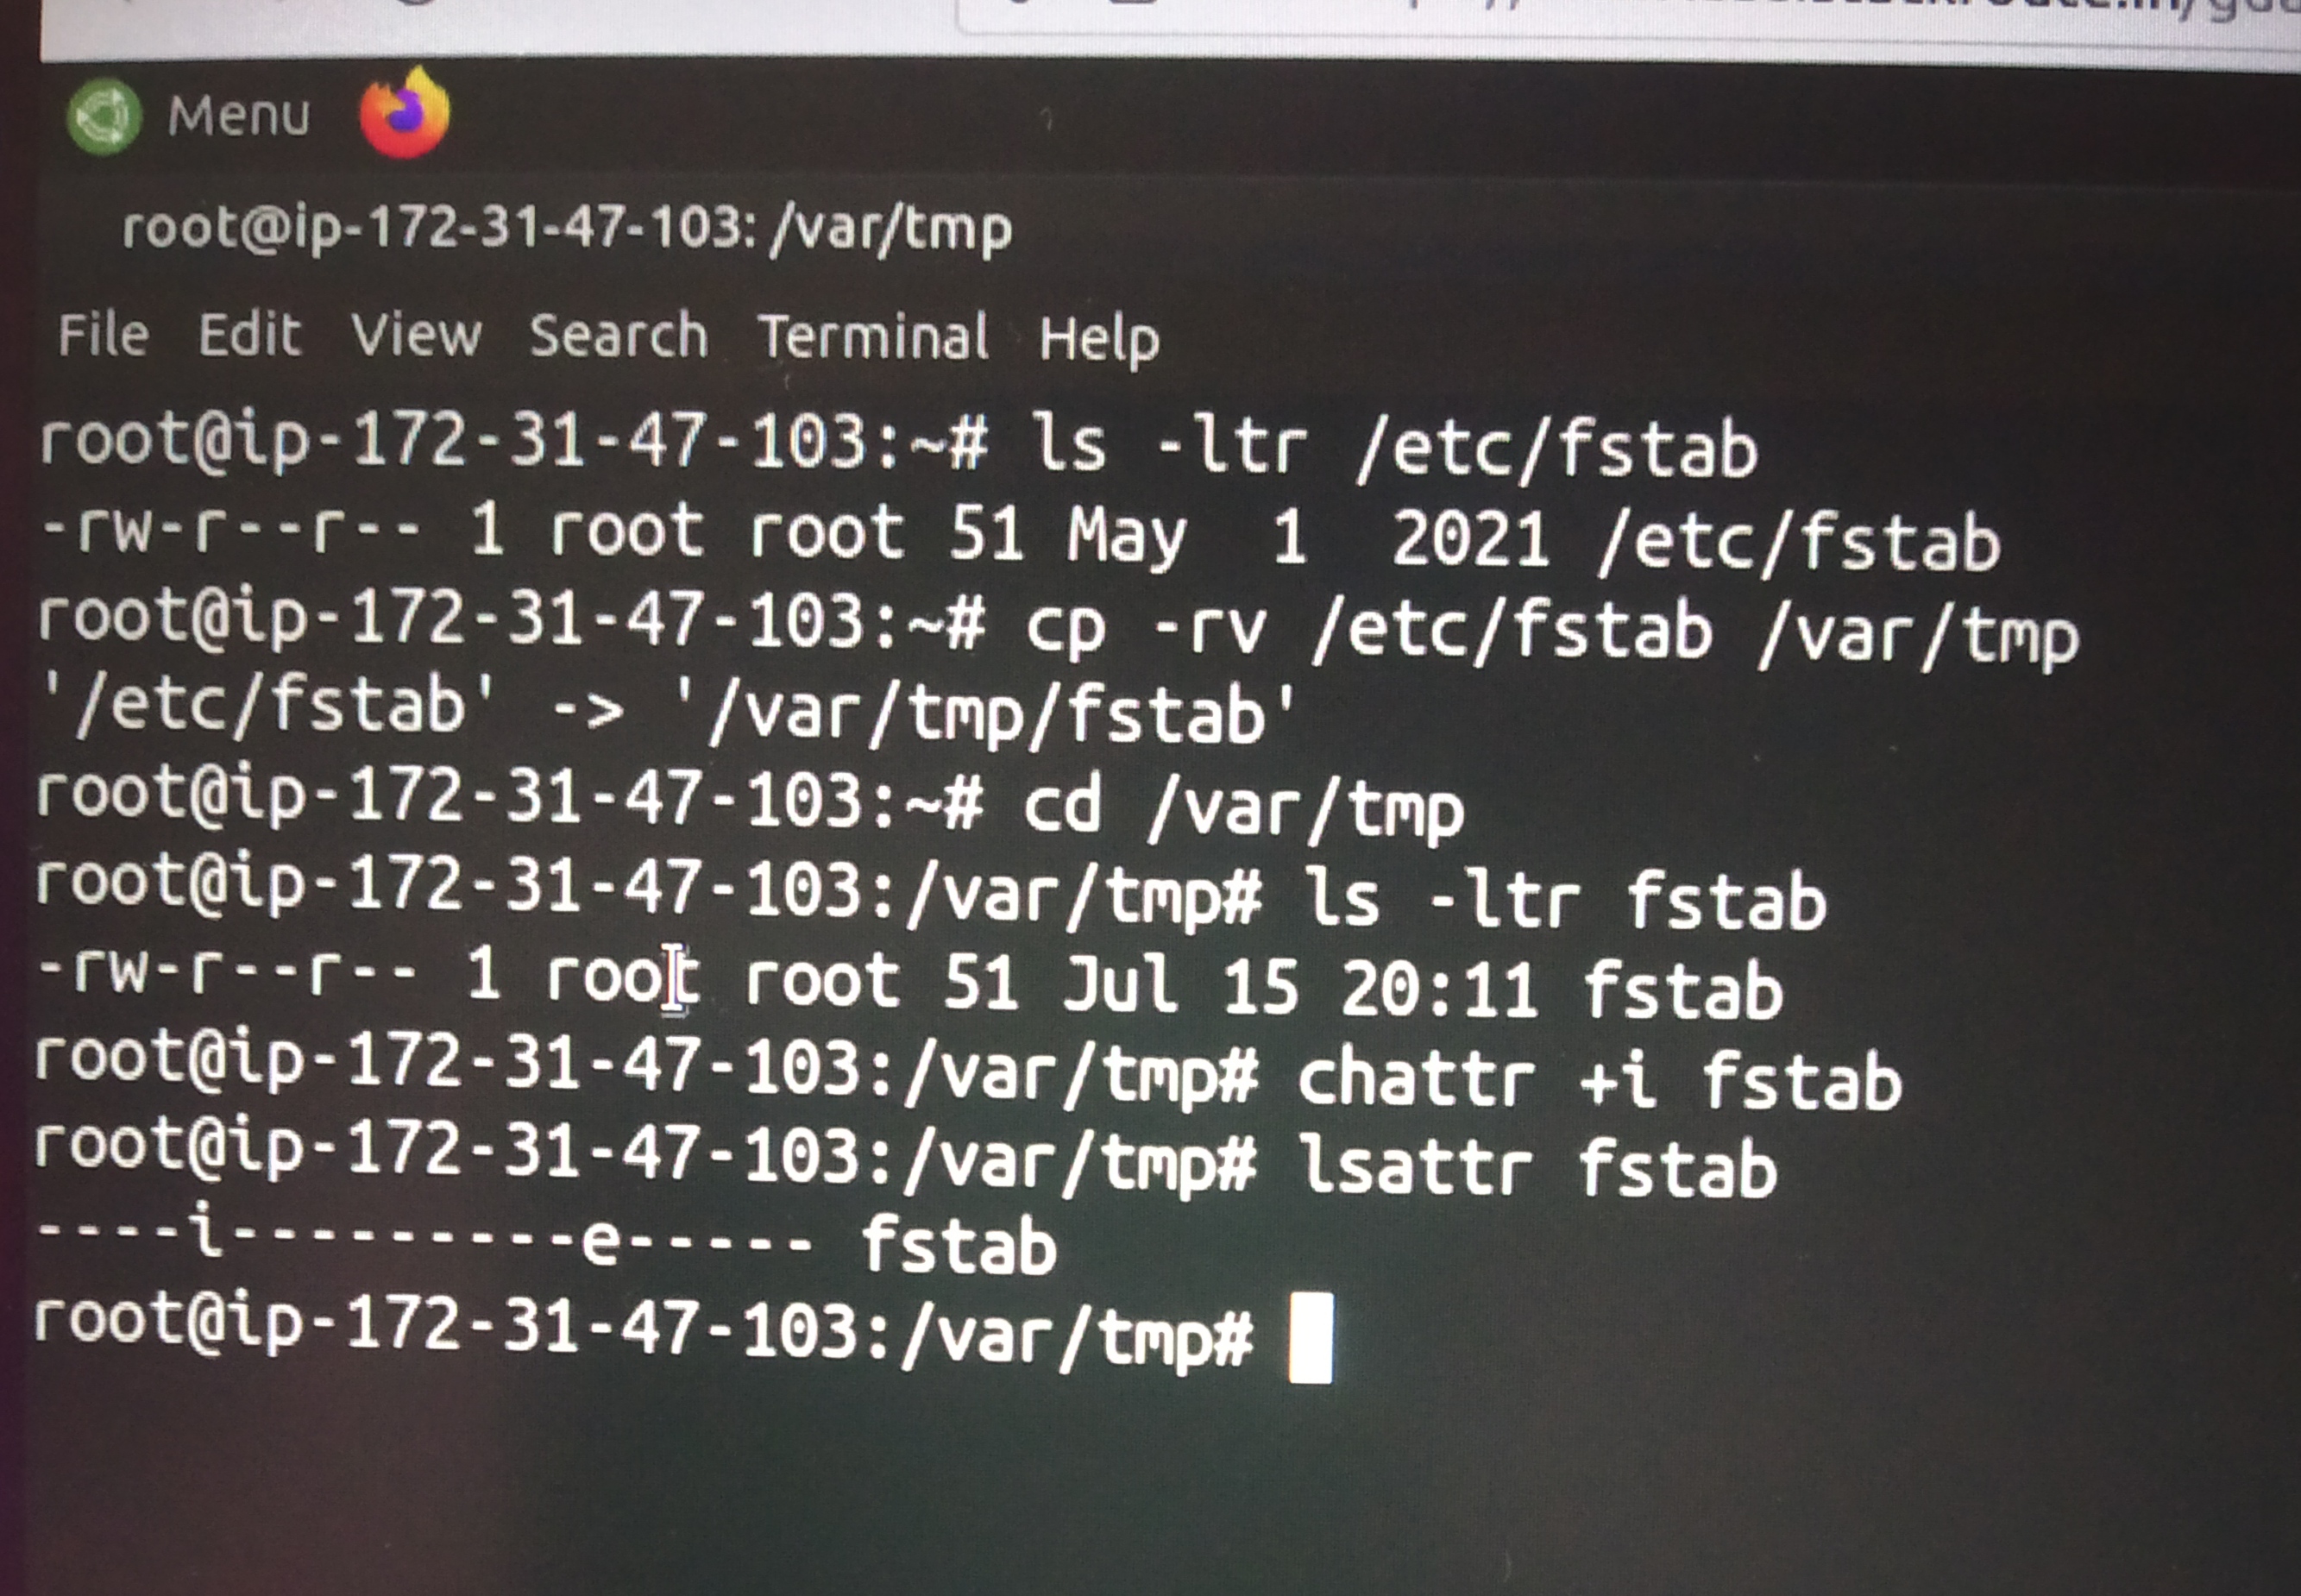 Menu
root@ip-172-31-47-103: /var/tmp
File Edit View Search Terminal Help
root@ip-172-31-47-103:~# ls -ltr /etc/fstab
-rw-r--r-- 1 root root 51 May  1  2021 /etc/fstab
root@ip-172-31-47-103:~# cp -rv /etc/fstab /var/tmp
'/etc/fstab' -> '/var/tmp/fstab'
root@ip-172-31-47-103:~# cd /var/tmp
root@ip-172-31-47-103:/var/tmp# ls -ltr fstab
-rw-r--r-- 1 root root 51 Jul 15 20:11 fstab
root@ip-172-31-47-103:/var/tmp# chattr +i fstab
root@ip-172-31-47-103:/var/tmp# lsattr fstab
----i---------e----- fstab
root@ip-172-31-47-103:/var/tmp#